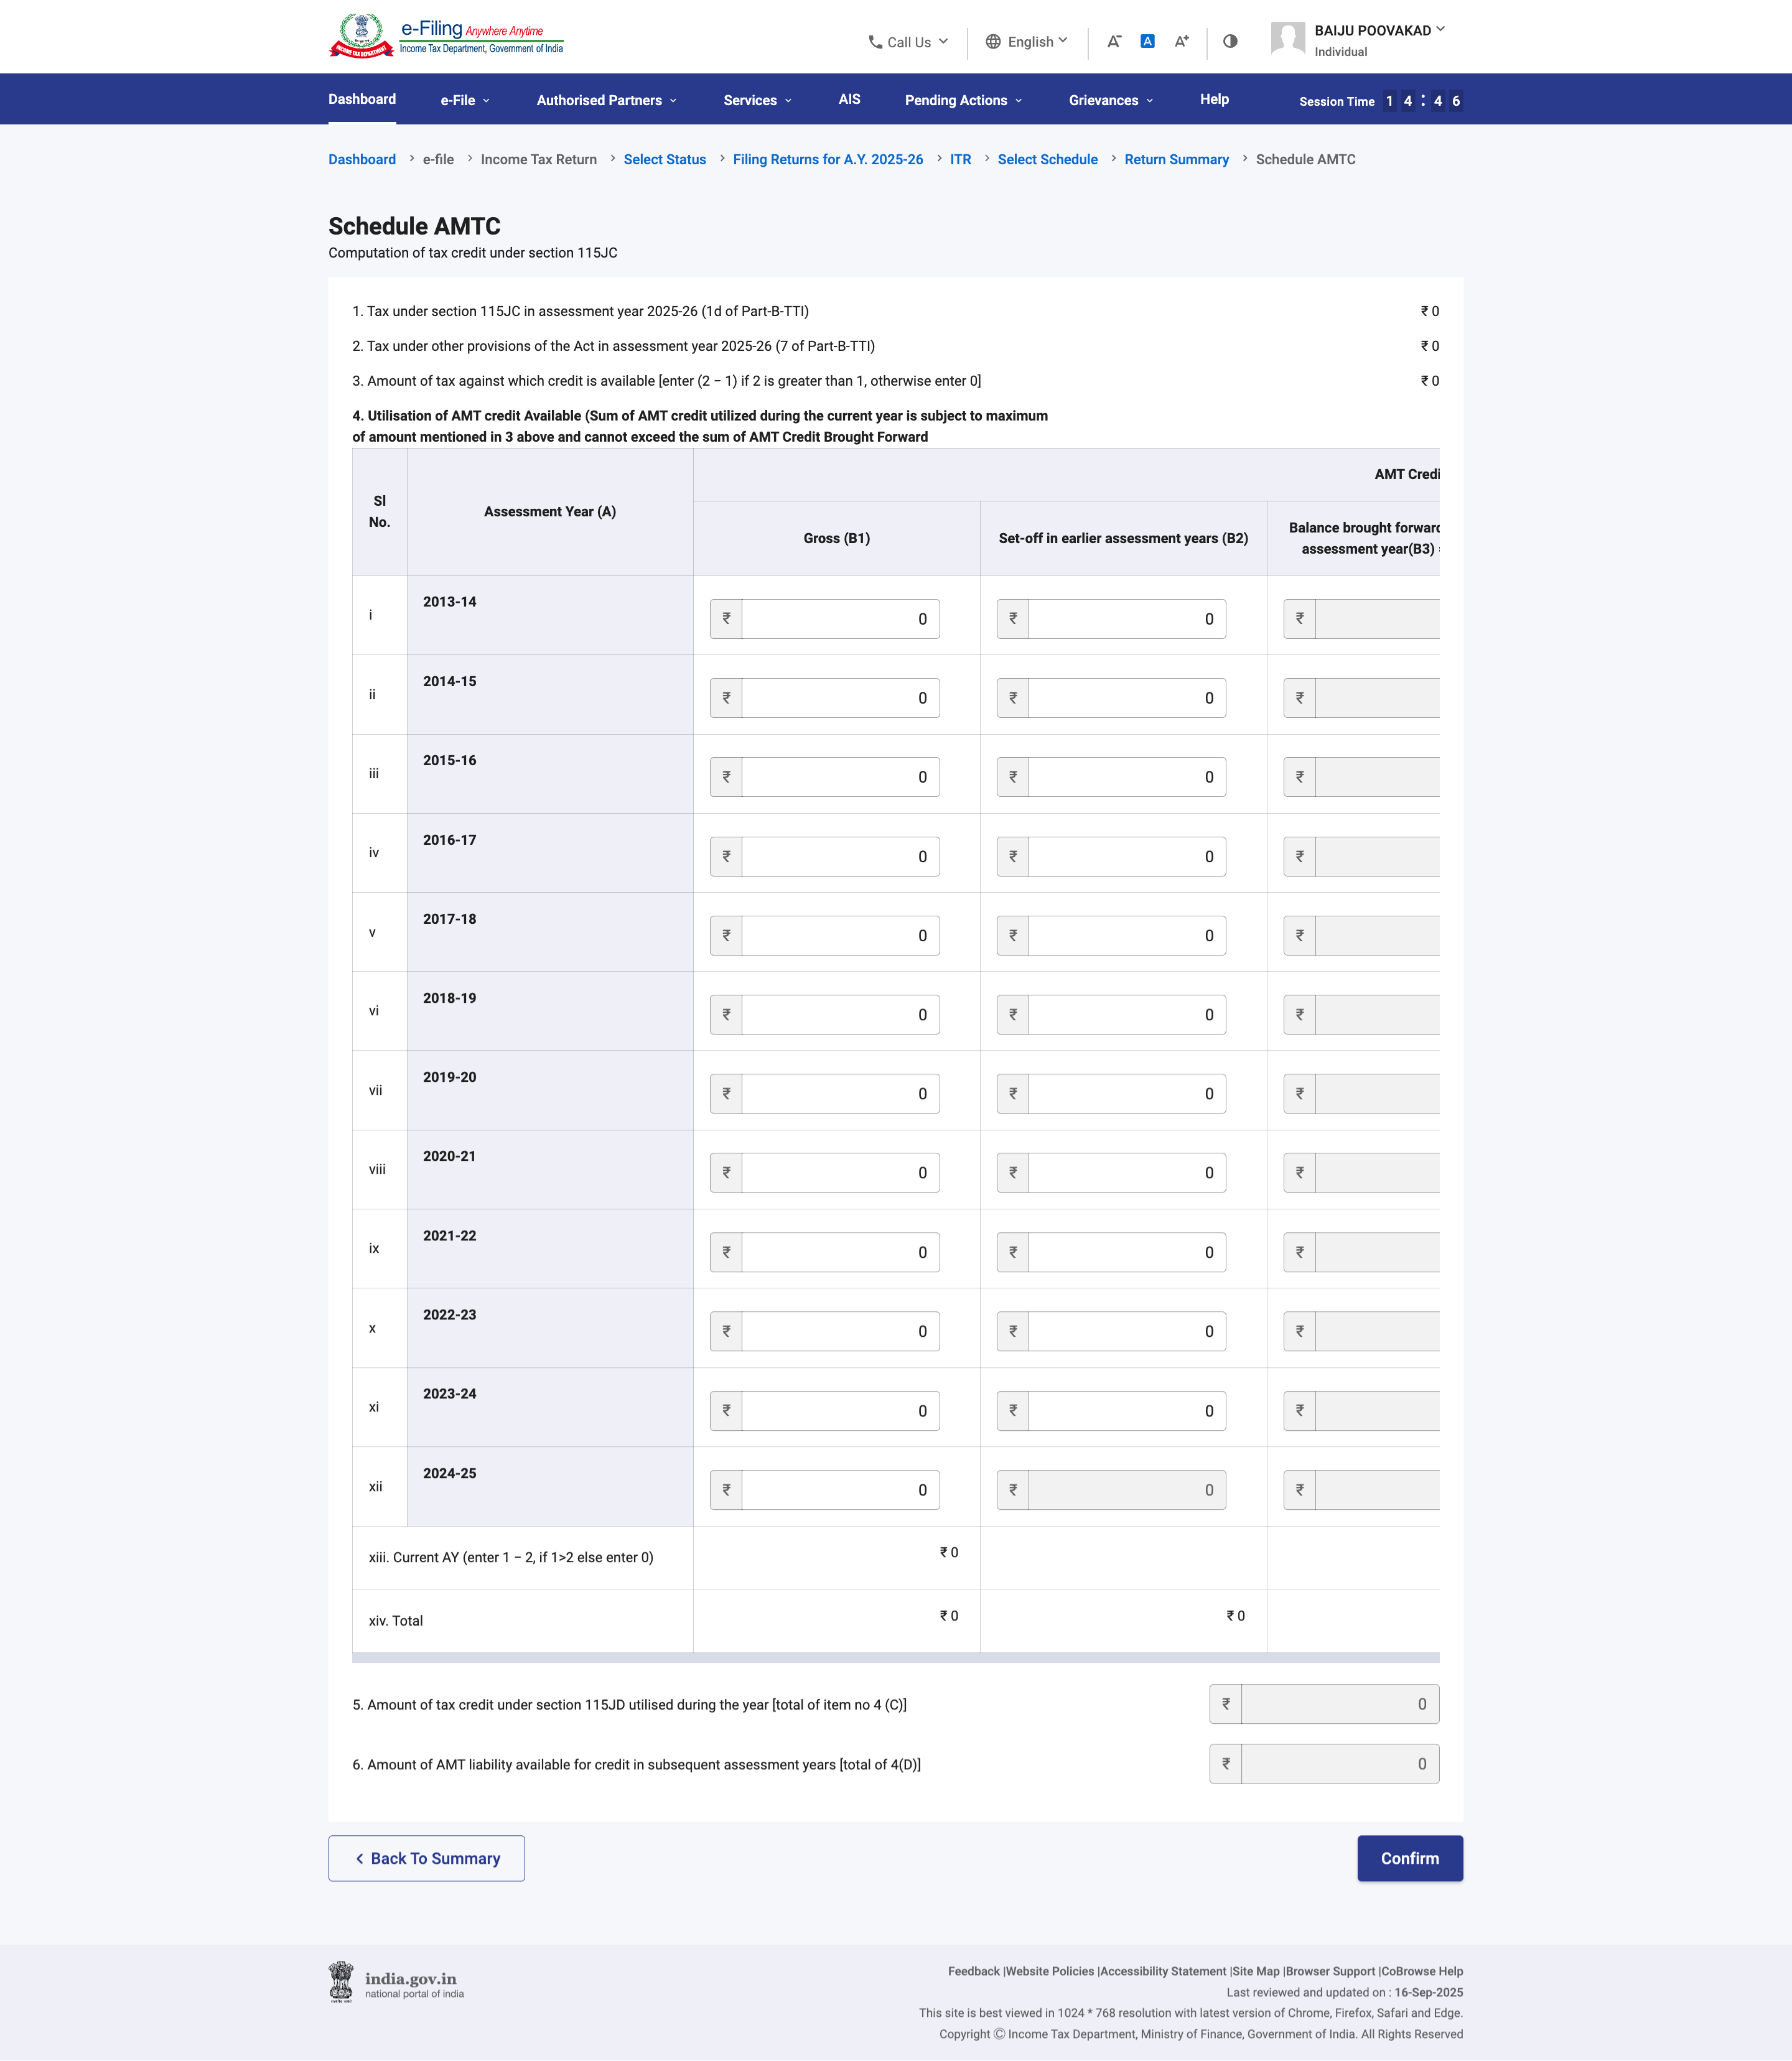 e-Filing Anywhere Anytime
Income Tax Department, Government of India
INCOME TAX DEPARTMENT
Call Us
English
A-
A
A+
BAIJU POOVAKAD
Individual
Dashboard e-File Authorised Partners Services AIS Pending Actions Grievances Help Session Time 1 4 : 4 6
Dashboard > e-file > Income Tax Return > Select Status > Filing Returns for A.Y. 2025-26 > ITR > Select Schedule > Return Summary > Schedule AMTC
Schedule AMTC
Computation of tax credit under section 115JC
1. Tax under section 115JC in assessment year 2025-26 (1d of Part-B-TTI) ₹ 0
2. Tax under other provisions of the Act in assessment year 2025-26 (7 of Part-B-TTI) ₹ 0
3. Amount of tax against which credit is available [enter (2 − 1) if 2 is greater than 1, otherwise enter 0] ₹ 0
4. Utilisation of AMT credit Available (Sum of AMT credit utilized during the current year is subject to maximum
of amount mentioned in 3 above and cannot exceed the sum of AMT Credit Brought Forward
AMT Credi
Sl
No.
Assessment Year (A)
Gross (B1)
Set-off in earlier assessment years (B2)
Balance brought forward
assessment year(B3)
i 2013-14 ₹ 0 ₹ 0 ₹
ii 2014-15 ₹ 0 ₹ 0 ₹
iii 2015-16 ₹ 0 ₹ 0 ₹
iv 2016-17 ₹ 0 ₹ 0 ₹
v 2017-18 ₹ 0 ₹ 0 ₹
vi 2018-19 ₹ 0 ₹ 0 ₹
vii 2019-20 ₹ 0 ₹ 0 ₹
viii 2020-21 ₹ 0 ₹ 0 ₹
ix 2021-22 ₹ 0 ₹ 0 ₹
x 2022-23 ₹ 0 ₹ 0 ₹
xi 2023-24 ₹ 0 ₹ 0 ₹
xii 2024-25 ₹ 0 ₹ 0 ₹
xiii. Current AY (enter 1 − 2, if 1>2 else enter 0) ₹ 0
xiv. Total ₹ 0 ₹ 0
5. Amount of tax credit under section 115JD utilised during the year [total of item no 4 (C)] ₹ 0
6. Amount of AMT liability available for credit in subsequent assessment years [total of 4(D)] ₹ 0
< Back To Summary
Confirm
india.gov.in
national portal of india
Feedback |Website Policies |Accessibility Statement |Site Map |Browser Support |CoBrowse Help
Last reviewed and updated on : 16-Sep-2025
This site is best viewed in 1024 * 768 resolution with latest version of Chrome, Firefox, Safari and Edge.
Copyright © Income Tax Department, Ministry of Finance, Government of India. All Rights Reserved